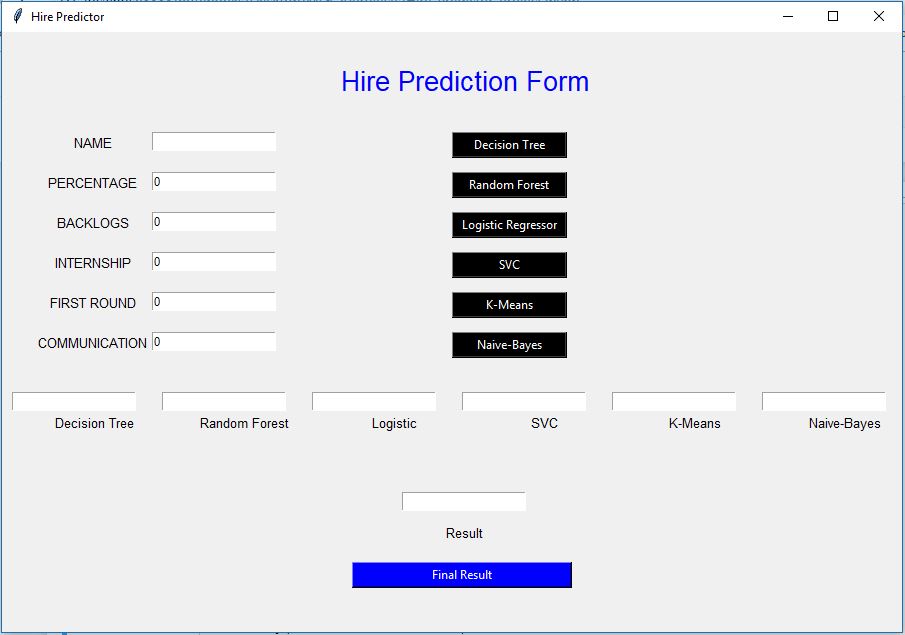 Hire Predictor
Hire Prediction Form
NAME
Decision Tree
PERCENTAGE 0
Random Forest
BACKLOGS 0
Logistic Regressor
INTERNSHIP 0
SVC
FIRST ROUND 0
K-Means
COMMUNICATION 0
Naive-Bayes
Decision Tree Random Forest Logistic SVC K-Means Naive-Bayes
Result
Final Result